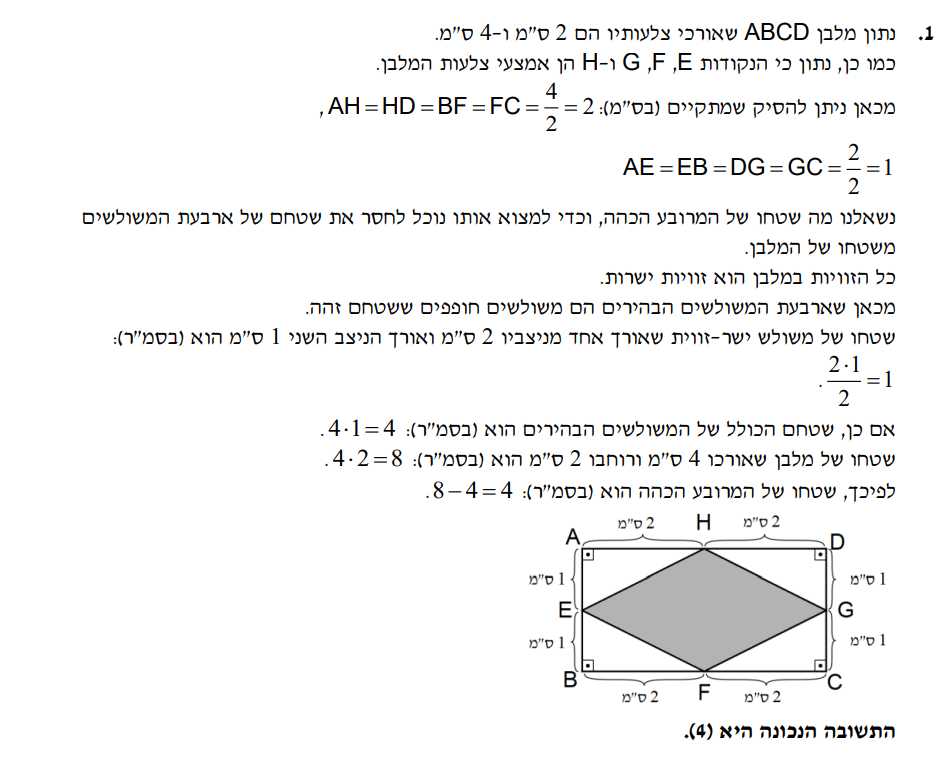 1. נתון מלבן ABCD שאורכי צלעותיו הם 2 ס"מ ו-4 ס"מ.
כמו כן, נתון כי הנקודות E, F, G ו-H הן אמצעי צלעות המלבן.
מכאן ניתן להסיק שמתקיים (בס"מ): AH = HD = BF = FC = 4/2 = 2,
AE = EB = DG = GC = 2/2 = 1
נשאלנו מה שטחו של המרובע הכהה, וכדי למצוא אותו נוכל לחסר את שטחם של ארבעת המשולשים
משטחו של המלבן.
כל הזוויות במלבן הוא זוויות ישרות.
מכאן שארבעת המשולשים הבהירים הם משולשים חופפים ששטחם זהה.
שטחו של משולש ישר-זווית שאורך אחד מניצביו 2 ס"מ ואורך הניצב השני 1 ס"מ הוא (בסמ"ר):
2·1/2 = 1.
אם כן, שטחם הכולל של המשולשים הבהירים הוא (בסמ"ר): 4·1 = 4.
שטחו של מלבן שאורכו 4 ס"מ ורוחבו 2 ס"מ הוא (בסמ"ר): 4·2 = 8.
לפיכך, שטחו של המרובע הכהה הוא (בסמ"ר): 8 − 4 = 4.
2 ס"מ H 2 ס"מ
A D
1 ס"מ 1 ס"מ
E G
1 ס"מ 1 ס"מ
B C
2 ס"מ F 2 ס"מ
התשובה הנכונה היא (4).